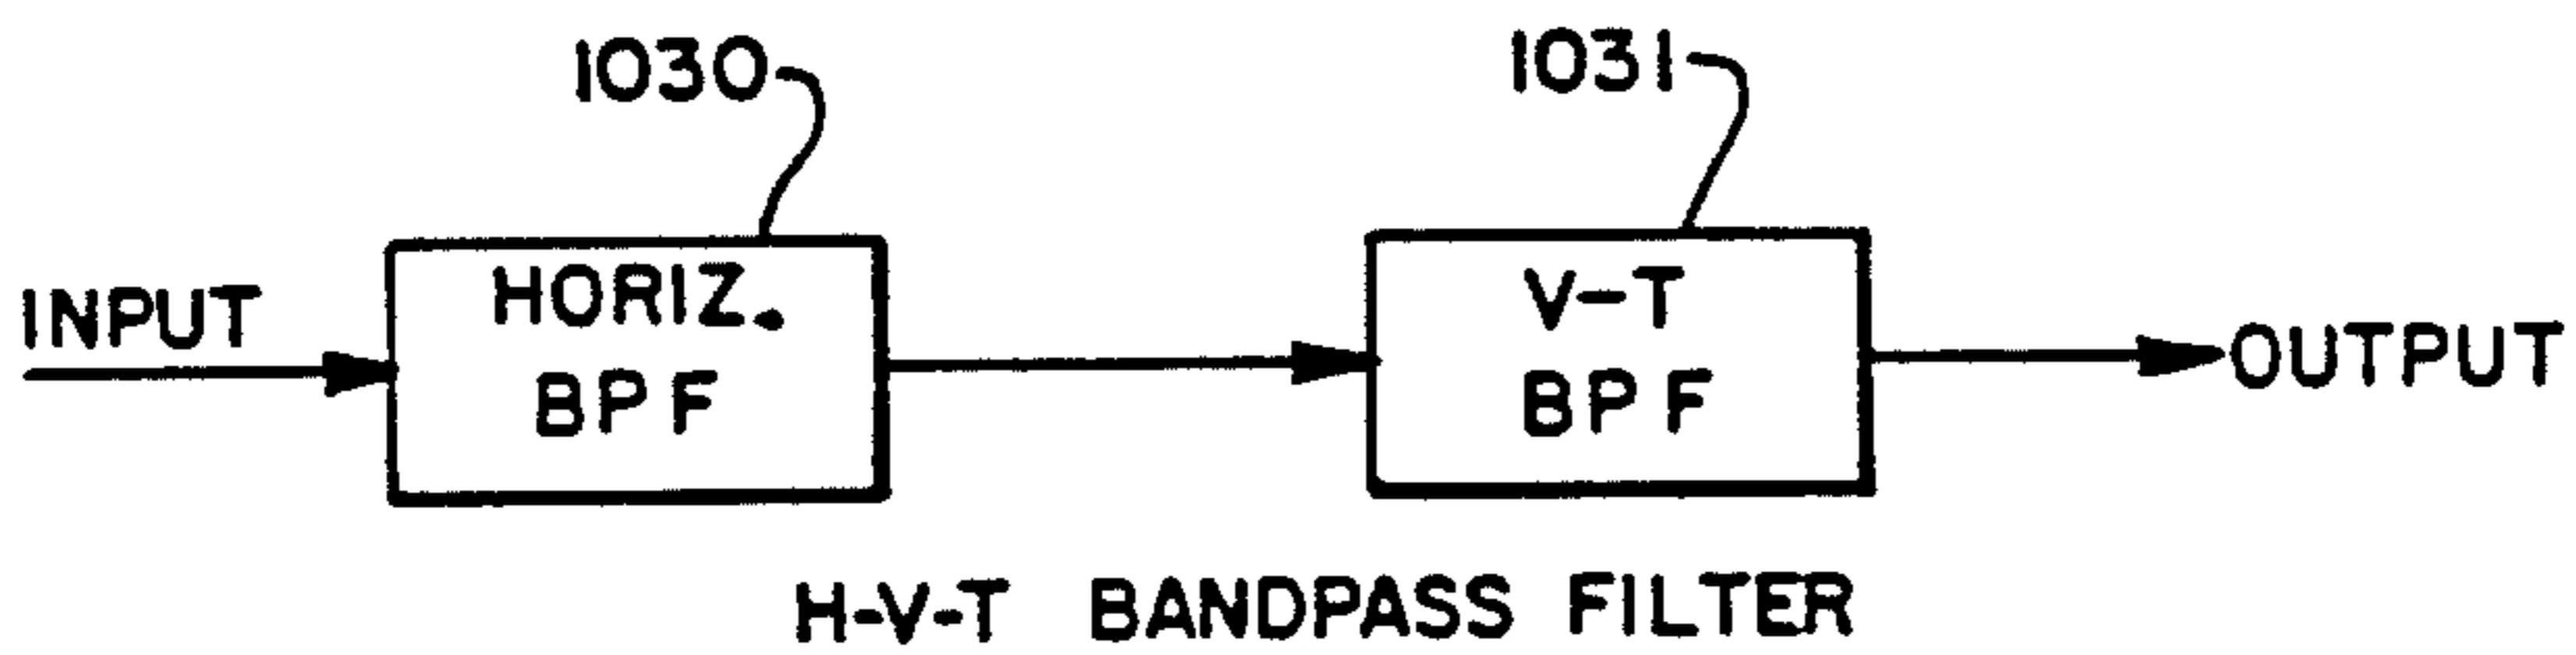 1030
1031
INPUT
HORIZ.
BPF
V-T
BPF
OUTPUT
H-V-T BANDPASS FILTER